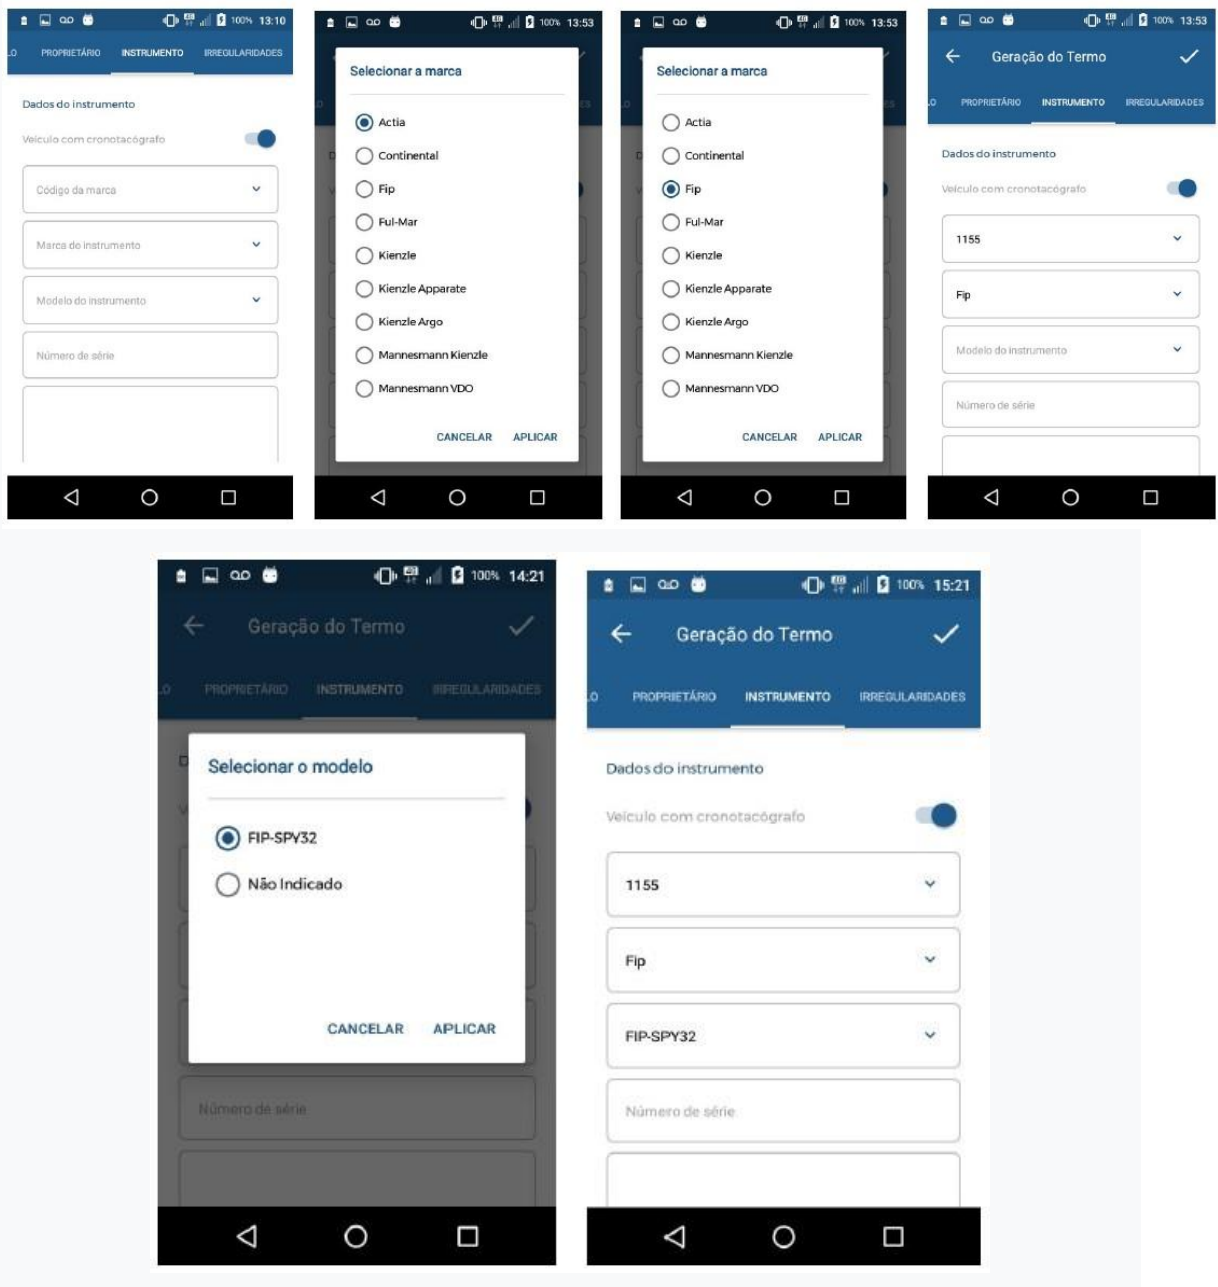 100% 13:10
LO PROPRIETÁRIO INSTRUMENTO IRREGULARIDADES
Dados do instrumento
Veículo com cronotacógrafo
Código da marca
Marca do instrumento
Modelo do instrumento
Número de série
100% 13:53
Selecionar a marca
Actia
Continental
Fip
Ful-Mar
Kienzle
Kienzle Apparate
Kienzle Argo
Mannesmann Kienzle
Mannesmann VDO
CANCELAR APLICAR
100% 13:53
Selecionar a marca
Actia
Continental
Fip
Ful-Mar
Kienzle
Kienzle Apparate
Kienzle Argo
Mannesmann Kienzle
Mannesmann VDO
CANCELAR APLICAR
100% 13:53
Geração do Termo
LO PROPRIETÁRIO INSTRUMENTO IRREGULARIDADES
Dados do instrumento
Veículo com cronotacógrafo
1155
Fip
Modelo do instrumento
Número de série
100% 14:21
Geração do Termo
LO PROPRIETÁRIO INSTRUMENTO IRREGULARIDADES
Selecionar o modelo
FIP-SPY32
Não Indicado
CANCELAR APLICAR
Número de série
100% 15:21
Geração do Termo
LO PROPRIETÁRIO INSTRUMENTO IRREGULARIDADES
Dados do instrumento
Veículo com cronotacógrafo
1155
Fip
FIP-SPY32
Número de série